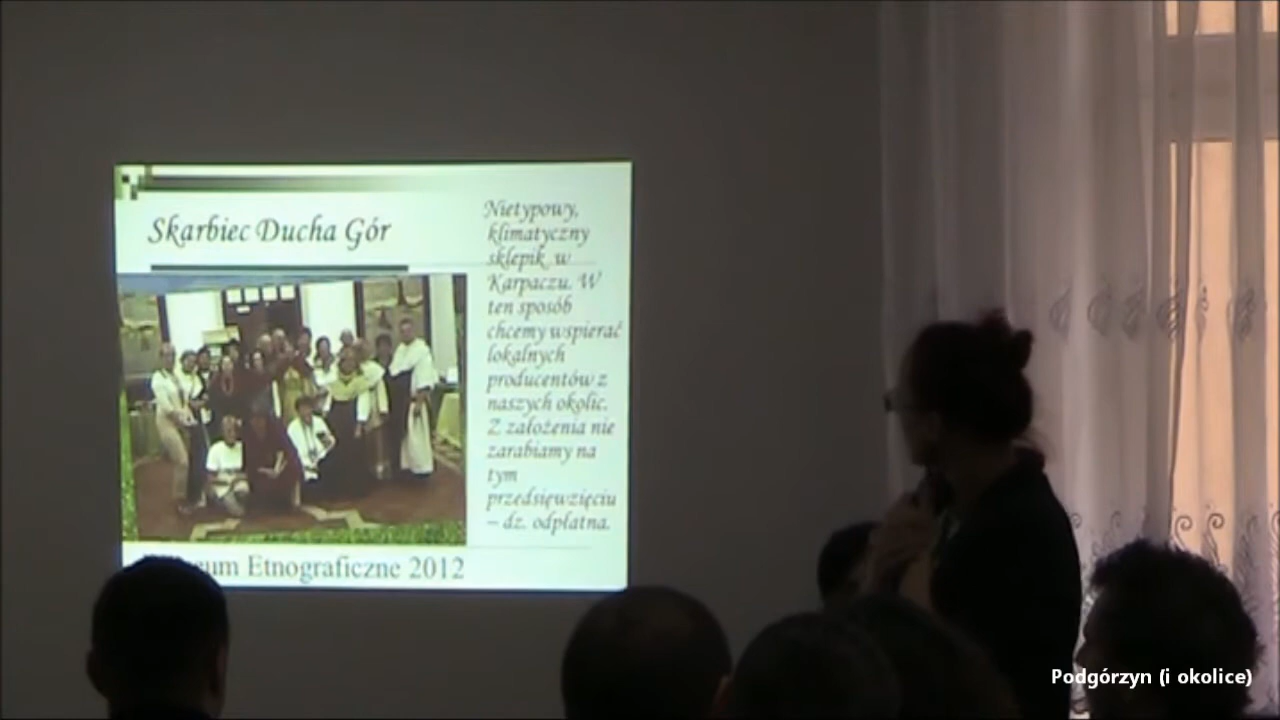 Skarbiec Ducha Gór
Nietypowy,
klimatyczny
sklepik w
Karpaczu. W
ten sposób
chcemy wspierać
lokalnych
producentów z
naszych okolic.
Z założenia nie
zarabiamy na
tym
przedsięwzięciu
– dz. odpłatna.
Etnograficzne 2012
Podgórzyn (i okolice)